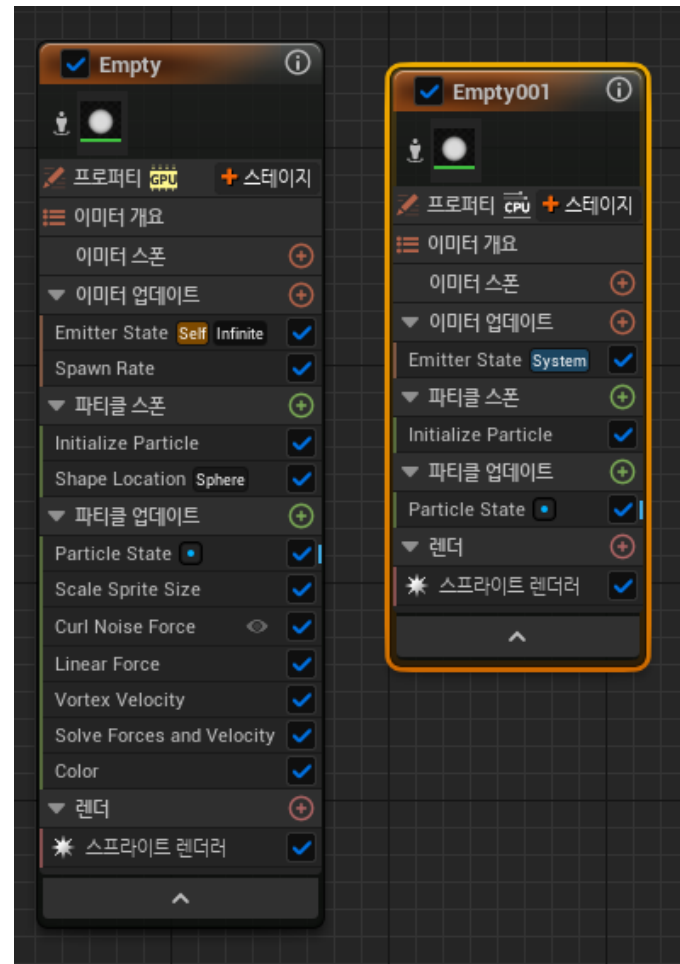 Empty
프로퍼티 GPU + 스테이지
이미터 개요
이미터 스폰
이미터 업데이트
Emitter State Self Infinite
Spawn Rate
파티클 스폰
Initialize Particle
Shape Location Sphere
파티클 업데이트
Particle State
Scale Sprite Size
Curl Noise Force
Linear Force
Vortex Velocity
Solve Forces and Velocity
Color
렌더
스프라이트 렌더러
Empty001
프로퍼티 CPU + 스테이지
이미터 개요
이미터 스폰
이미터 업데이트
Emitter State System
파티클 스폰
Initialize Particle
파티클 업데이트
Particle State
렌더
스프라이트 렌더러